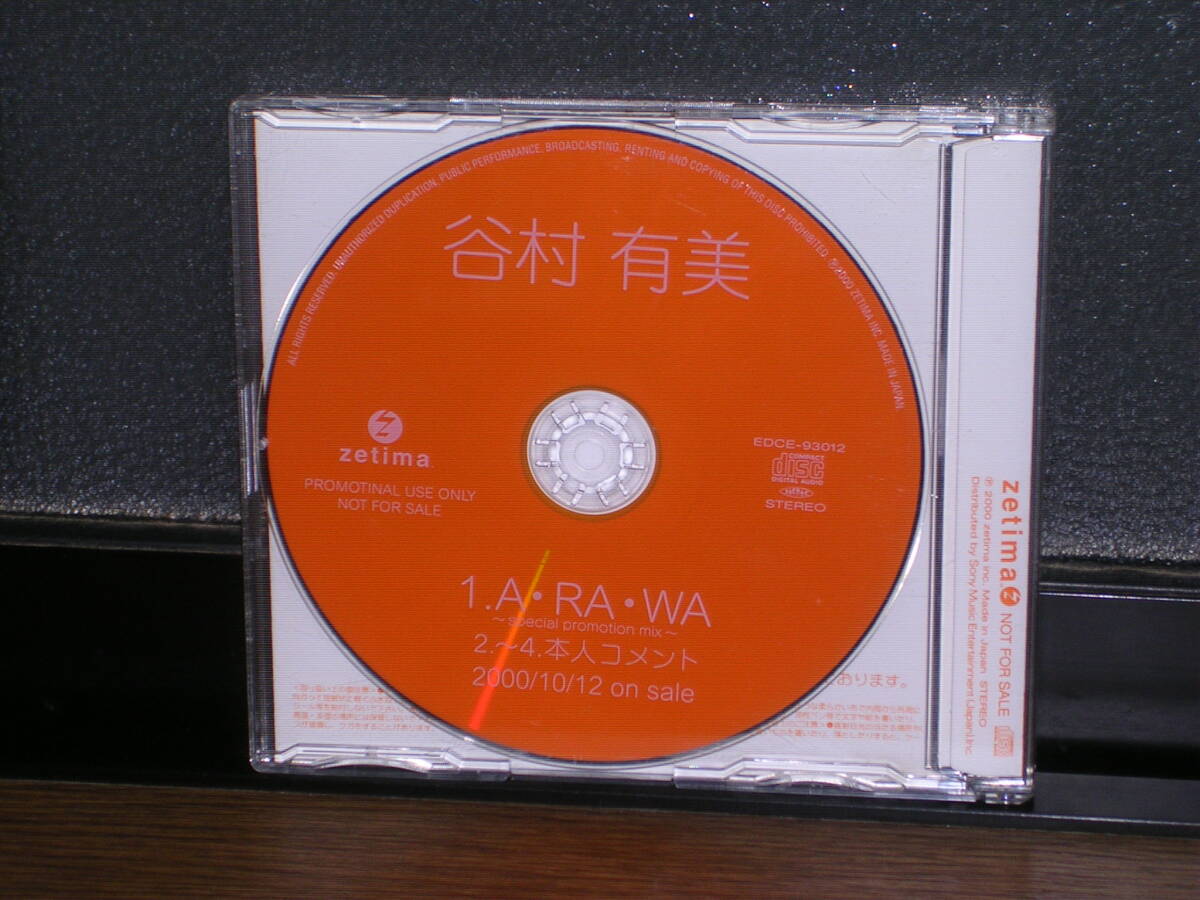 ALL RIGHTS RESERVED. UNAUTHORIZED DUPLICATION. PUBLIC PERFORMANCE. BROADCASTING. RENTING AND COPYING OF THIS DISC PROHIBITED. ℗2000 ZETIMA INC. MADE IN JAPAN.
谷村 有美
zetima
PROMOTINAL USE ONLY
NOT FOR SALE
EDCE-93012
COMPACT
disc
DIGITAL AUDIO
STEREO
1.A・RA・WA
～special promotion mix～
2.～4.本人コメント
2000/10/12 on sale
おります。
zetima NOT FOR SALE
℗ 2000 zetima inc. Made in Japan STEREO
Distributed by Sony Music Entertainment (Japan) Inc.